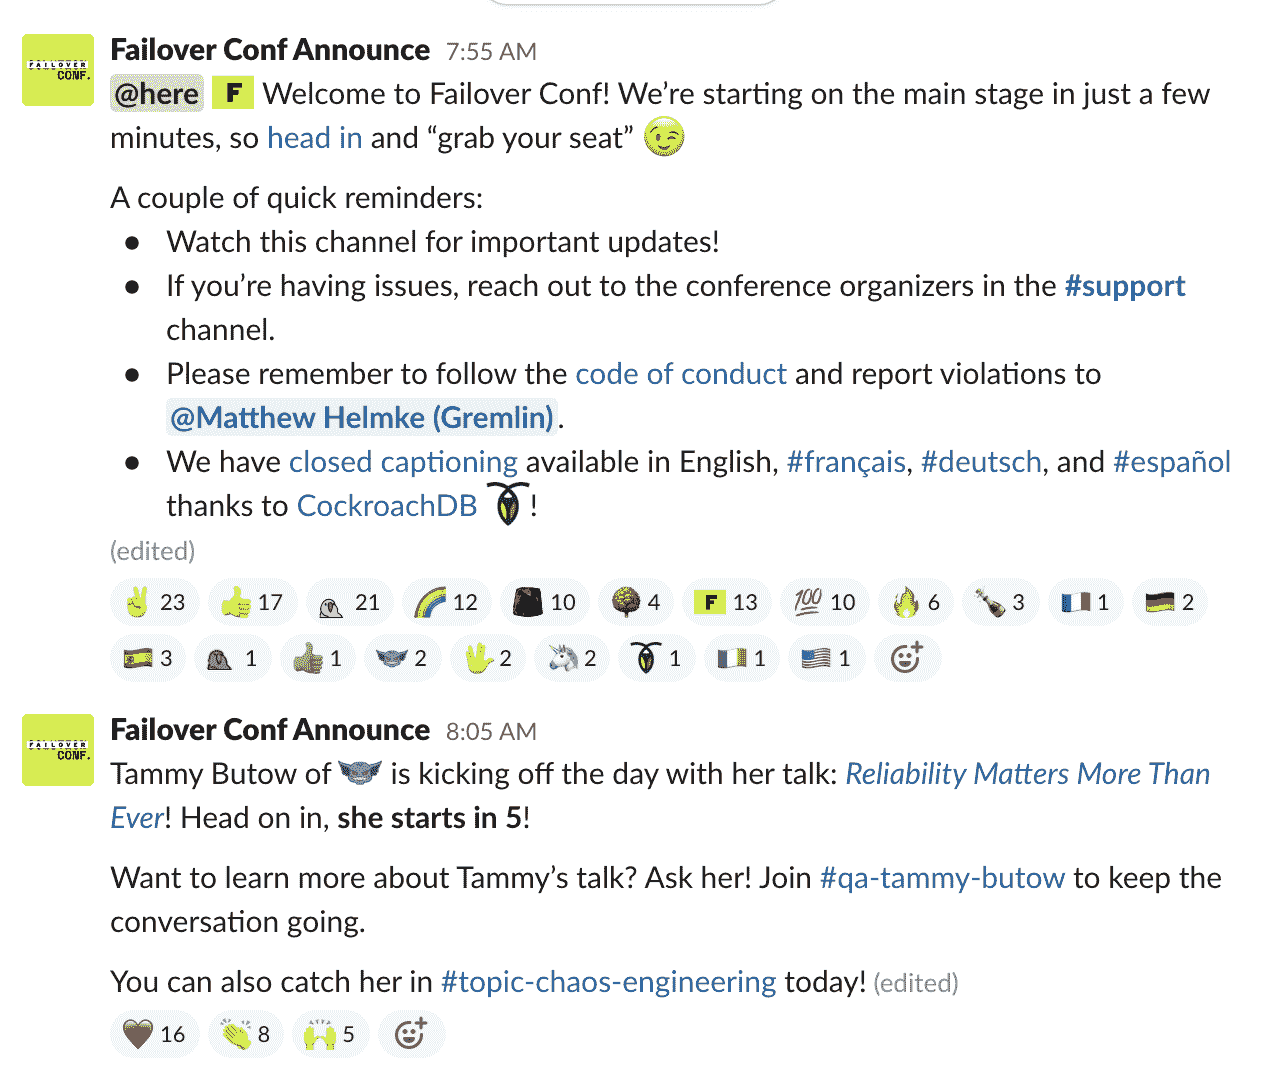 FAILOVER
CONF.
Failover Conf Announce 7:55 AM
@here F Welcome to Failover Conf! We’re starting on the main stage in just a few
minutes, so head in and “grab your seat”
A couple of quick reminders:
● Watch this channel for important updates!
● If you’re having issues, reach out to the conference organizers in the #support
channel.
● Please remember to follow the code of conduct and report violations to
@Matthew Helmke (Gremlin).
● We have closed captioning available in English, #français, #deutsch, and #español
thanks to CockroachDB !
(edited)
23 17 21 12 10 4 F 13 100 10 6 3 1 2
3 1 1 2 2 2 1 1 1
FAILOVER
CONF.
Failover Conf Announce 8:05 AM
Tammy Butow of is kicking off the day with her talk: Reliability Matters More Than
Ever! Head on in, she starts in 5!
Want to learn more about Tammy’s talk? Ask her! Join #qa-tammy-butow to keep the
conversation going.
You can also catch her in #topic-chaos-engineering today! (edited)
16 8 5